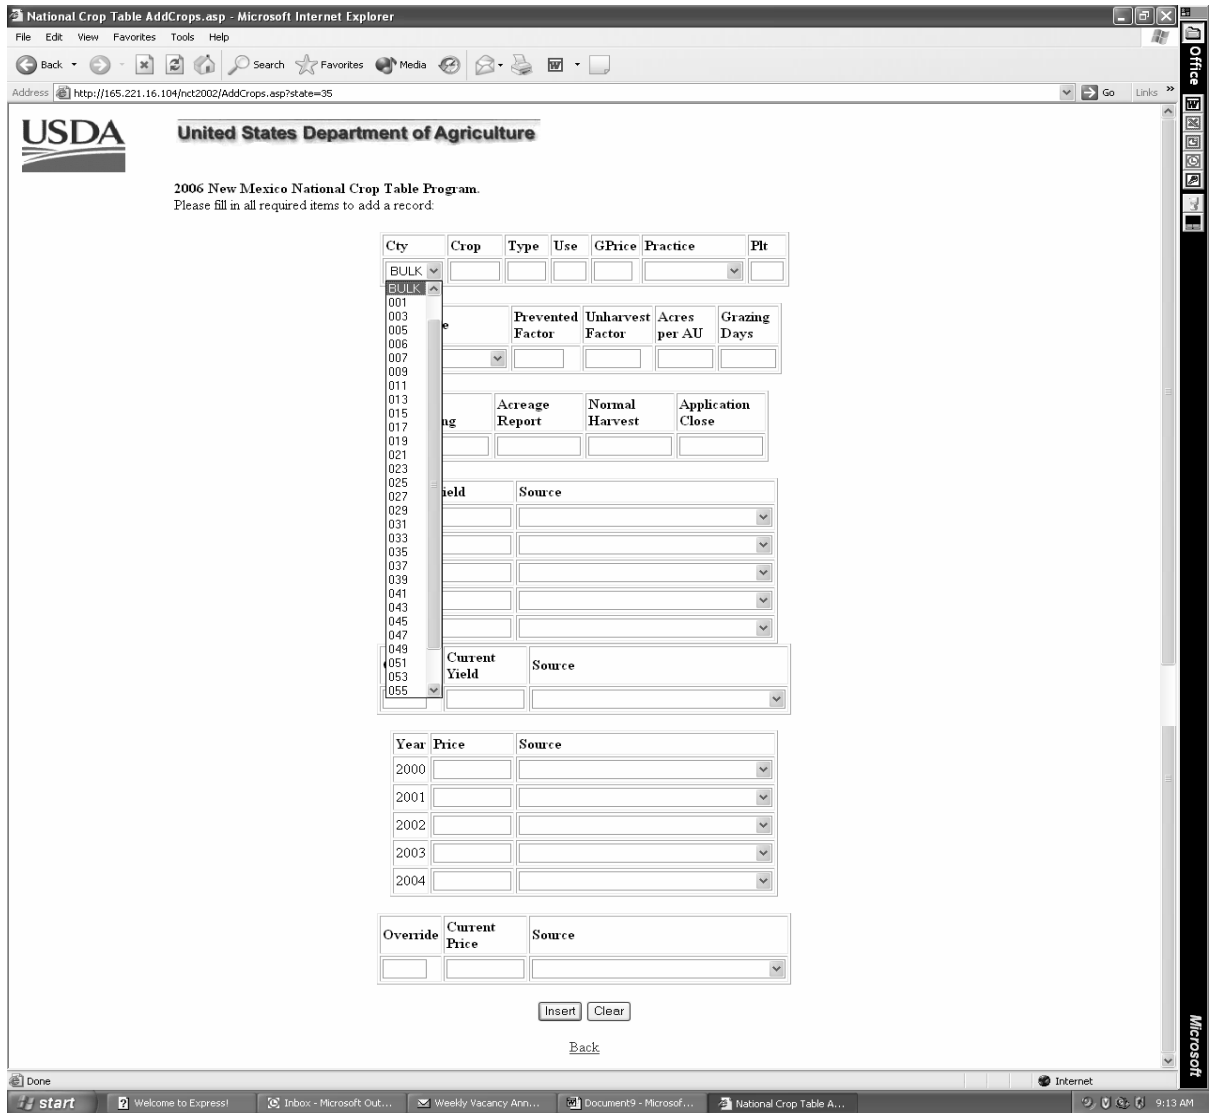 National Crop Table AddCrops.asp - Microsoft Internet Explorer
File Edit View Favorites Tools Help
Back Search Favorites Media
Address http://165.221.16.104/nct2002/AddCrops.asp?state=35 Go Links »
Office
USDA United States Department of Agriculture
2006 New Mexico National Crop Table Program.
Please fill in all required items to add a record:
Cty Crop Type Use GPrice Practice Plt
BULK
BULK
001
003
005
006
007
009
011
013
015
017
019
021
023
025
027
029
031
033
035
037
039
041
043
045
047
049
051
053
055
e Prevented Factor Unharvest Factor Acres per AU Grazing Days
ng Acreage Report Normal Harvest Application Close
ield Source
Current Yield Source
Year Price Source
2000
2001
2002
2003
2004
Override Current Price Source
Insert Clear
Back
Microsoft
Done Internet
start Welcome to Express! Inbox - Microsoft Out... Weekly Vacancy Ann... Document9 - Microsof... National Crop Table A... 9:13 AM